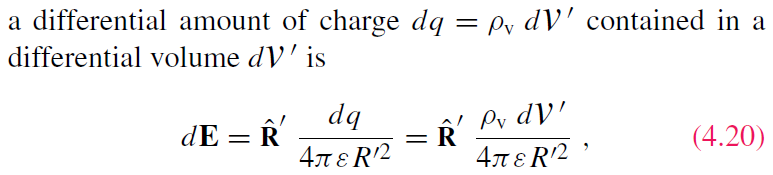 a differential amount of charge dq = ρᵥ d𝒱′ contained in a
differential volume d𝒱′ is
d𝐄 = 𝐑̂′ dq / 4πεR′² = 𝐑̂′ ρᵥ d𝒱′ / 4πεR′² , (4.20)